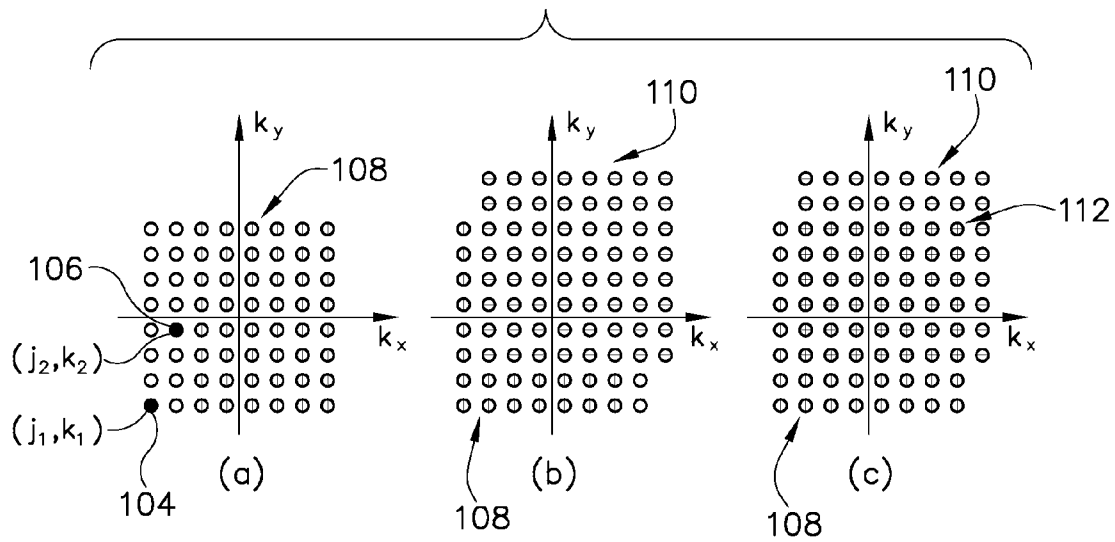 110
110
k_y
k_y
k_y
108
112
106
k_x
k_x
k_x
(j_2,k_2)
(j_1,k_1)
(a)
(b)
(c)
104
108
108